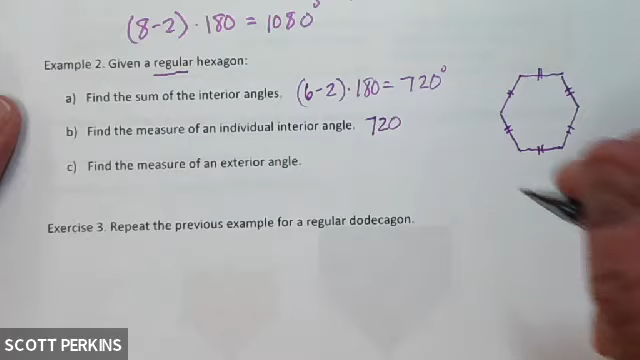 (8-2) · 180 = 1080°
Example 2. Given a regular hexagon:
a) Find the sum of the interior angles. (6-2) · 180 = 720°
b) Find the measure of an individual interior angle. 720
c) Find the measure of an exterior angle.
Exercise 3. Repeat the previous example for a regular dodecagon.
SCOTT PERKINS